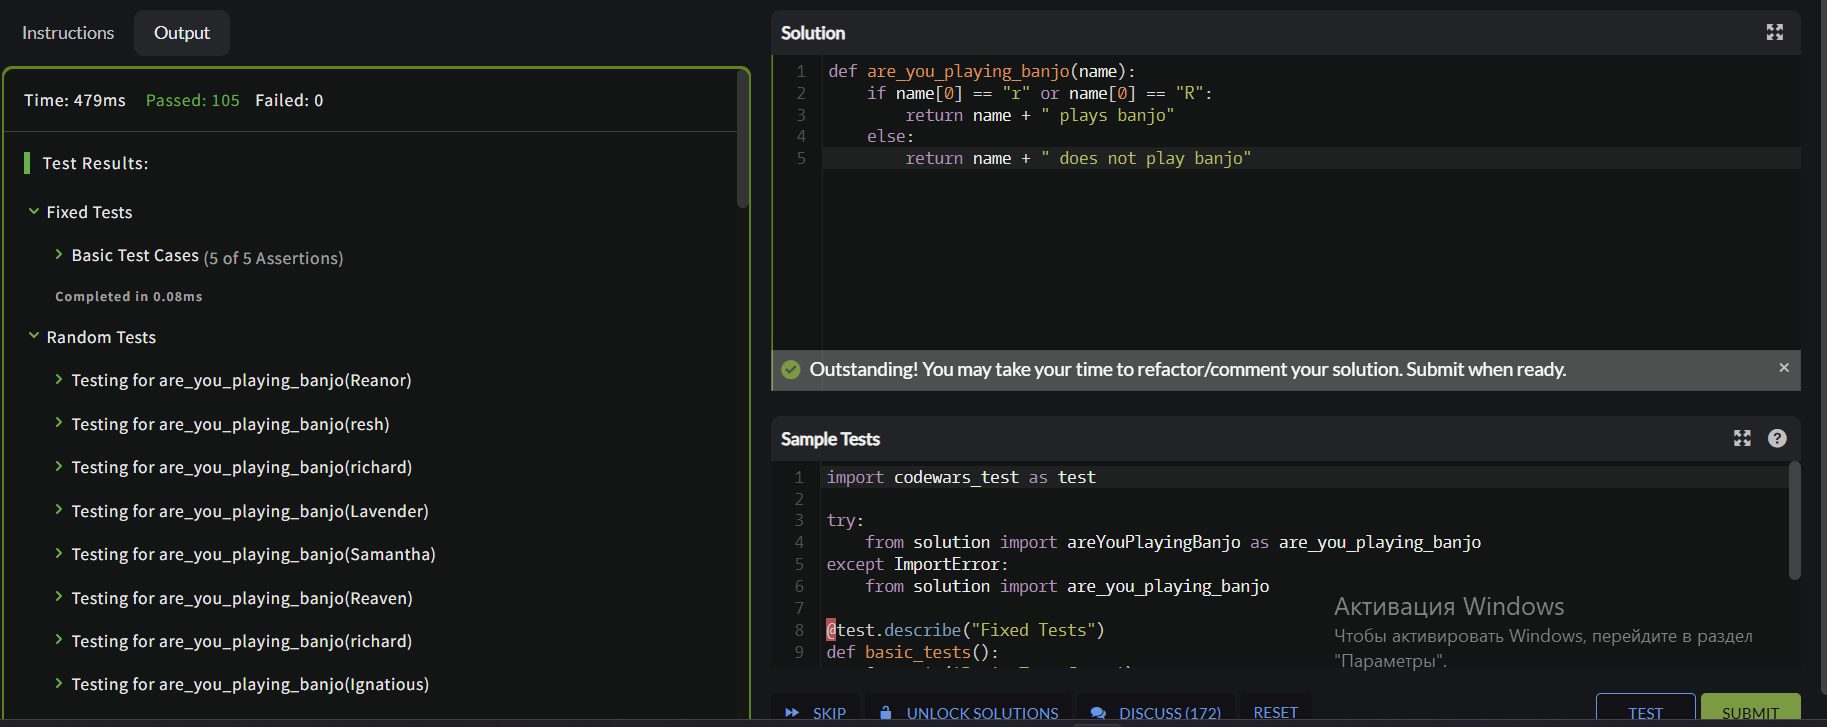 Instructions
Output
Time: 479ms Passed: 105 Failed: 0
Test Results:
Fixed Tests
Basic Test Cases (5 of 5 Assertions)
Completed in 0.08ms
Random Tests
Testing for are_you_playing_banjo(Reanor)
Testing for are_you_playing_banjo(resh)
Testing for are_you_playing_banjo(richard)
Testing for are_you_playing_banjo(Lavender)
Testing for are_you_playing_banjo(Samantha)
Testing for are_you_playing_banjo(Reaven)
Testing for are_you_playing_banjo(richard)
Testing for are_you_playing_banjo(Ignatious)
Solution
1 def are_you_playing_banjo(name):
2     if name[0] == "r" or name[0] == "R":
3         return name + " plays banjo"
4     else:
5         return name + " does not play banjo"
Outstanding! You may take your time to refactor/comment your solution. Submit when ready.
Sample Tests
1 import codewars_test as test
2
3 try:
4     from solution import areYouPlayingBanjo as are_you_playing_banjo
5 except ImportError:
6     from solution import are_you_playing_banjo
7
8 @test.describe("Fixed Tests")
9 def basic_tests():
Активация Windows
Чтобы активировать Windows, перейдите в раздел
"Параметры".
SKIP
UNLOCK SOLUTIONS
DISCUSS (172)
RESET
TEST
SUBMIT